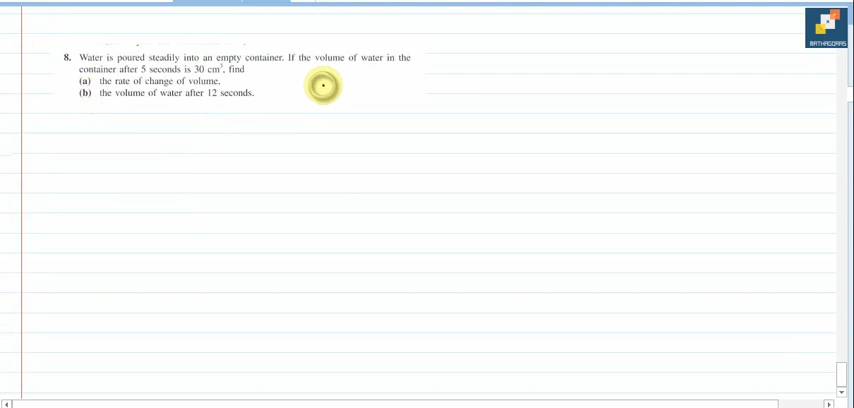 MATHAGORAS
8. Water is poured steadily into an empty container. If the volume of water in the
container after 5 seconds is 30 cm³, find
(a) the rate of change of volume,
(b) the volume of water after 12 seconds.